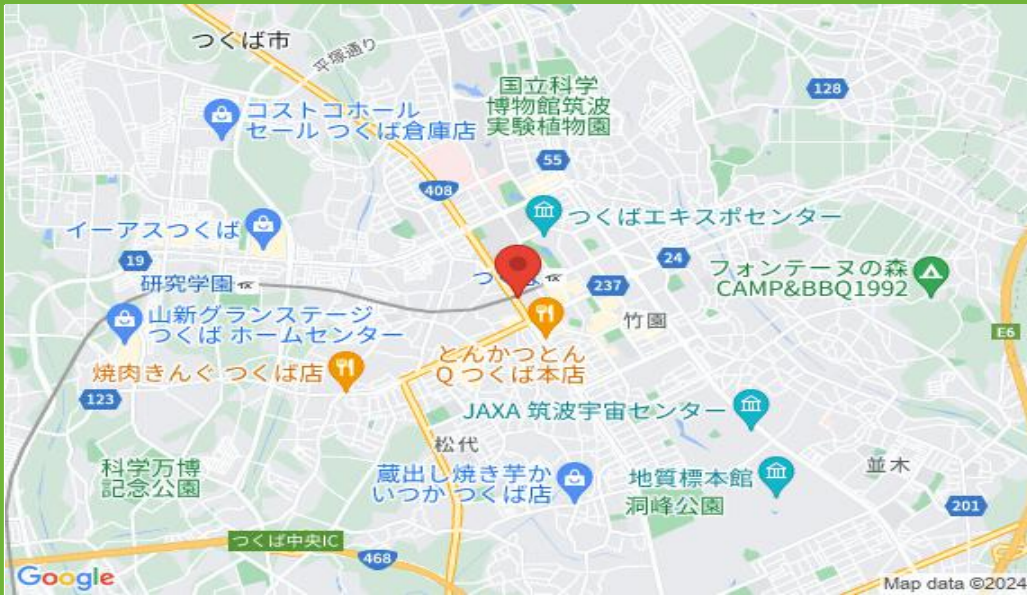 つくば市
平塚通り
国立科学
博物館筑波
実験植物園
128
コストコホール
セール つくば倉庫店
55
408
つくばエキスポセンター
イーアスつくば
19
24
研究学園
237
フォンテーヌの森
CAMP&BBQ1992
山新グランステージ
つくば ホームセンター
竹園
E6
とんかつとん
Q つくば本店
焼肉きんぐ つくば店
123
JAXA 筑波宇宙センター
松代
科学万博
記念公園
蔵出し焼き芋か
いつか つくば店
地質標本館
洞峰公園
並木
201
つくば中央IC
468
Google
Map data ©2024